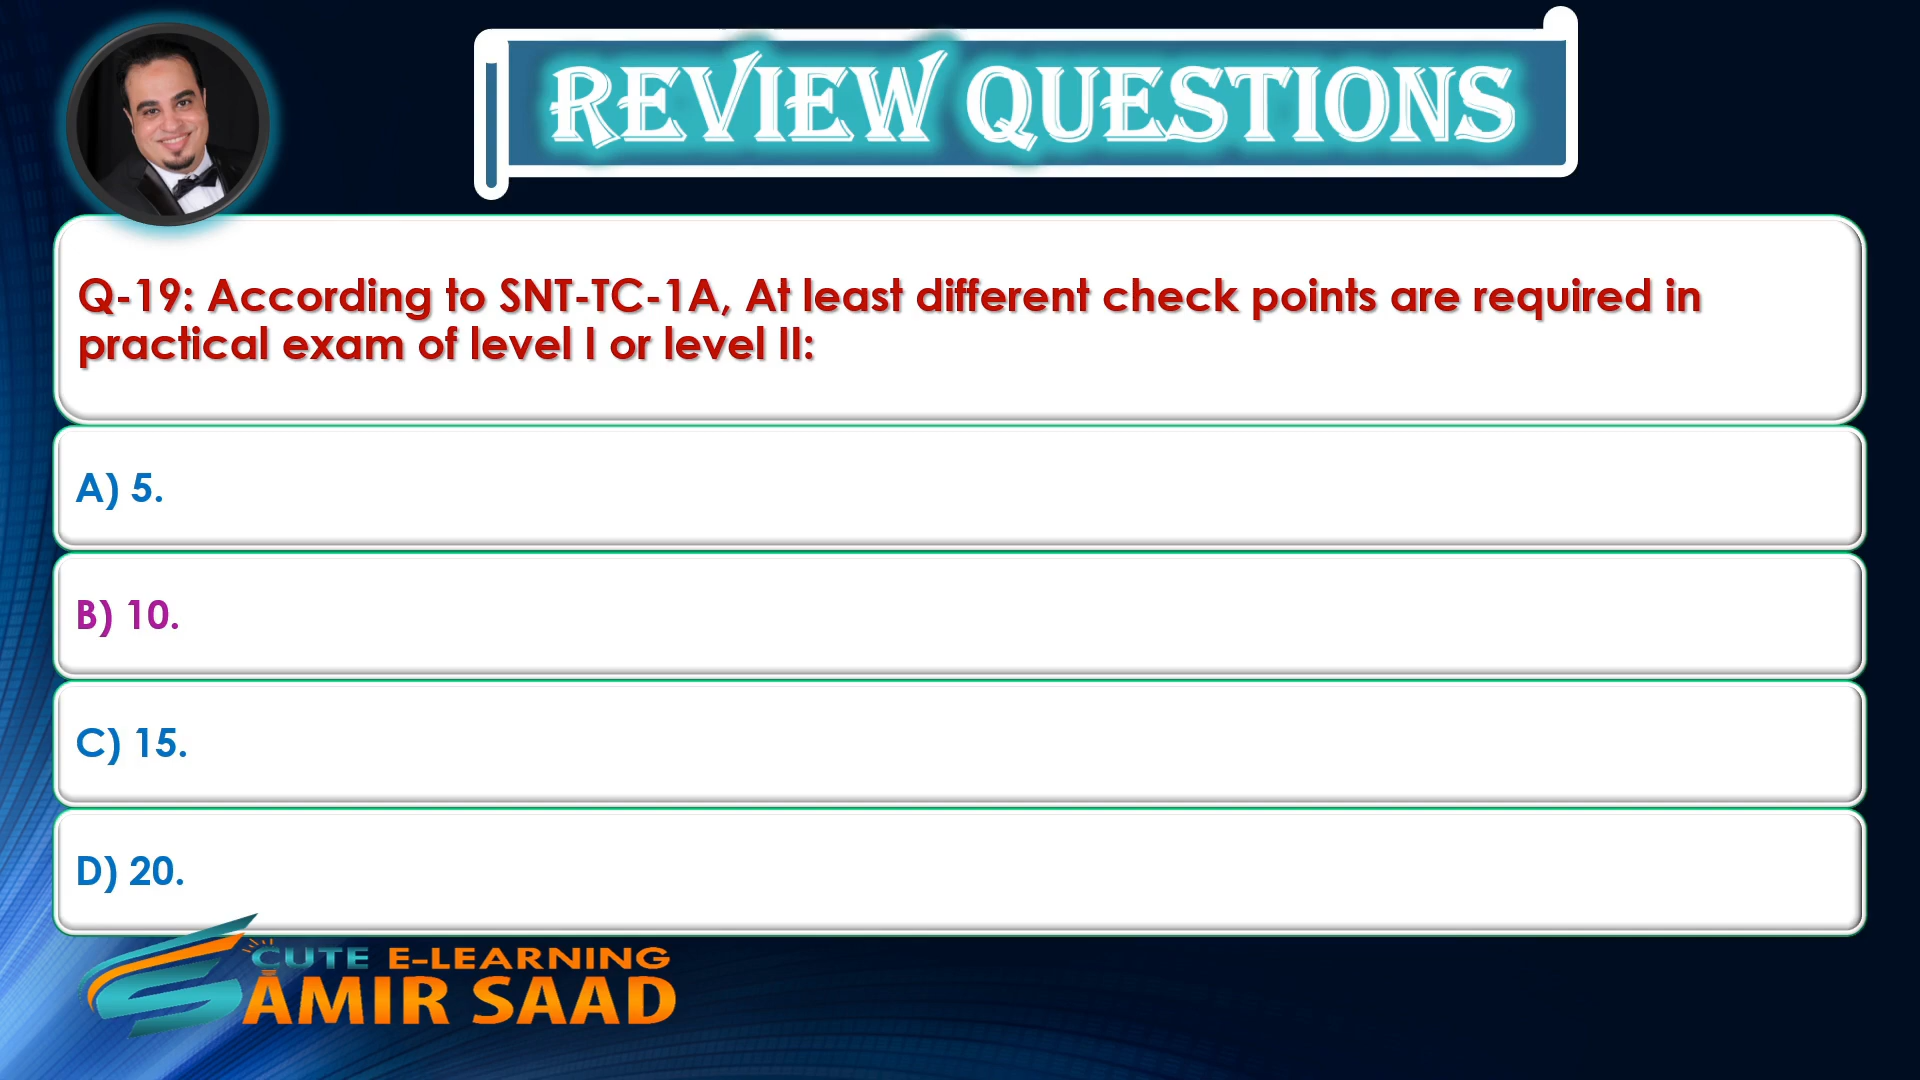 REVIEW QUESTIONS
Q-19: According to SNT-TC-1A, At least different check points are required in
practical exam of level I or level II:
A) 5.
B) 10.
C) 15.
D) 20.
CUTE E-LEARNING
AMIR SAAD